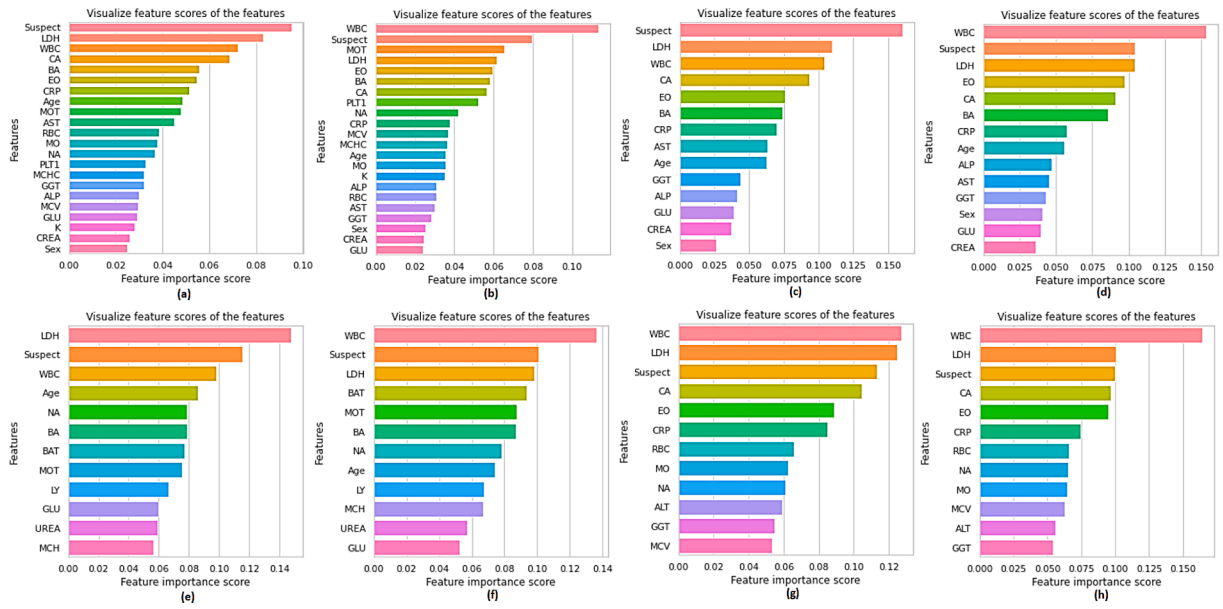 Visualize feature scores of the features
Features
Suspect
LDH
WBC
CA
BA
EO
CRP
Age
MOT
AST
RBC
MO
NA
PLT1
MCHC
GGT
ALP
MCV
GLU
K
CREA
Sex
0.00 0.02 0.04 0.06 0.08 0.10
Feature importance score
(a)
Visualize feature scores of the features
Features
WBC
Suspect
MOT
LDH
EO
BA
CA
PLT1
NA
CRP
MCV
MCHC
Age
MO
K
ALP
RBC
AST
GGT
Sex
CREA
GLU
0.00 0.02 0.04 0.06 0.08 0.10
Feature importance score
(b)
Visualize feature scores of the features
Features
Suspect
LDH
WBC
CA
EO
BA
CRP
AST
Age
GGT
ALP
GLU
CREA
Sex
0.000 0.025 0.050 0.075 0.100 0.125 0.150
Feature importance score
(c)
Visualize feature scores of the features
Features
WBC
Suspect
LDH
EO
CA
BA
CRP
Age
ALP
AST
GGT
Sex
GLU
CREA
0.000 0.025 0.050 0.075 0.100 0.125 0.150
Feature importance score
(d)
Visualize feature scores of the features
Features
LDH
Suspect
WBC
Age
NA
BA
BAT
MOT
LY
GLU
UREA
MCH
0.00 0.02 0.04 0.06 0.08 0.10 0.12 0.14
Feature importance score
(e)
Visualize feature scores of the features
Features
WBC
Suspect
LDH
BAT
MOT
BA
NA
Age
LY
MCH
UREA
GLU
0.00 0.02 0.04 0.06 0.08 0.10 0.12 0.14
Feature importance score
(f)
Visualize feature scores of the features
Features
WBC
LDH
Suspect
CA
EO
CRP
RBC
MO
NA
ALT
GGT
MCV
0.00 0.02 0.04 0.06 0.08 0.10 0.12
Feature importance score
(g)
Visualize feature scores of the features
Features
WBC
LDH
Suspect
CA
EO
CRP
RBC
NA
MO
MCV
ALT
GGT
0.000 0.025 0.050 0.075 0.100 0.125 0.150
Feature importance score
(h)